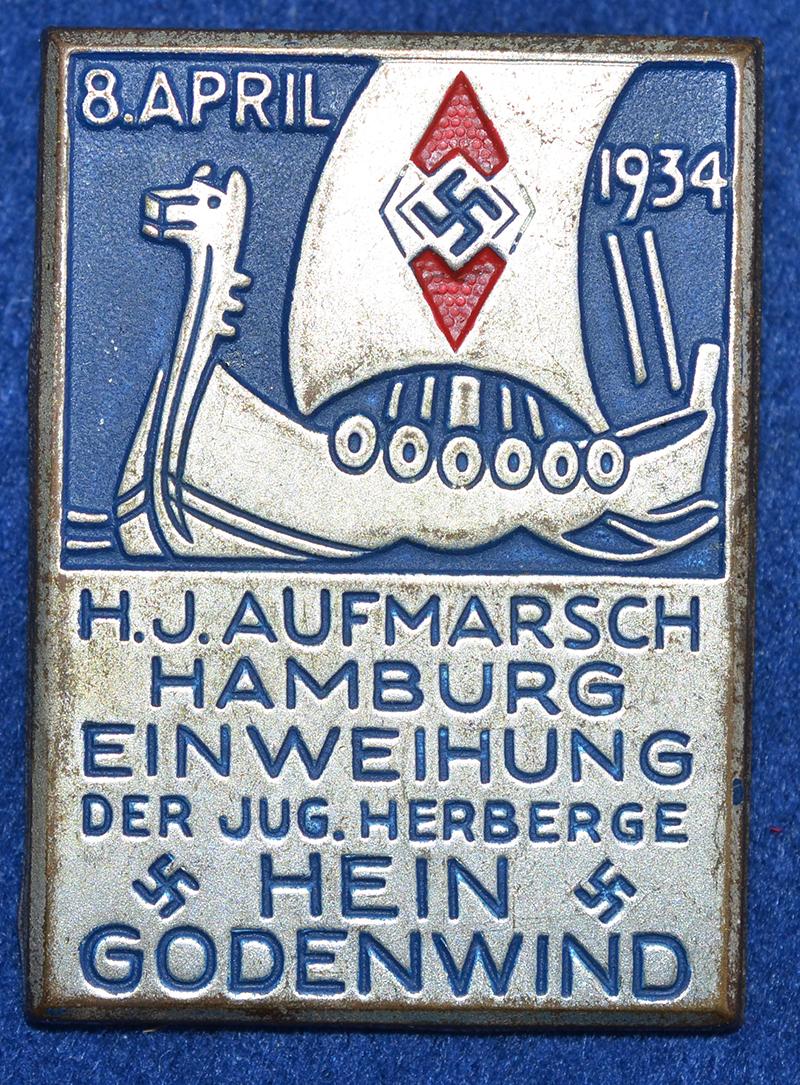 8. APRIL
1934
H.J. AUFMARSCH
HAMBURG
EINWEIHUNG
DER JUG. HERBERGE
HEIN
GODENWIND